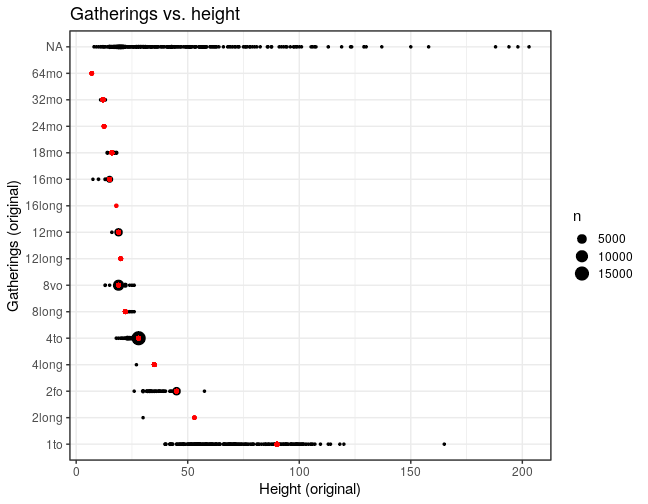 Gatherings vs. height
Gatherings (original)
NA
64mo
32mo
24mo
18mo
16mo
16long
12mo
12long
8vo
8long
4to
4long
2fo
2long
1to
0 50 100 150 200
Height (original)
n
5000
10000
15000